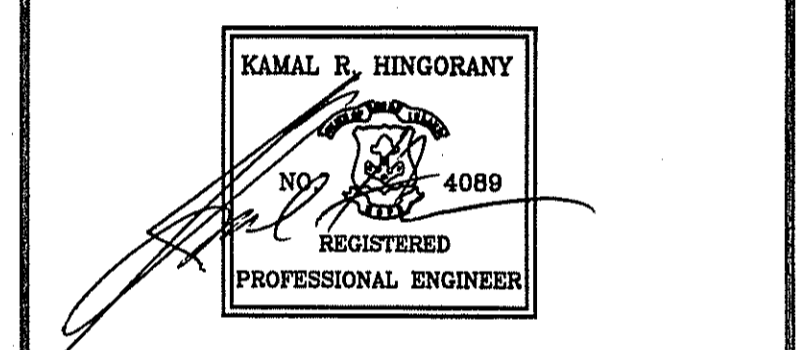 KAMAL R. HINGORANY
NO. 4089
REGISTERED
PROFESSIONAL ENGINEER